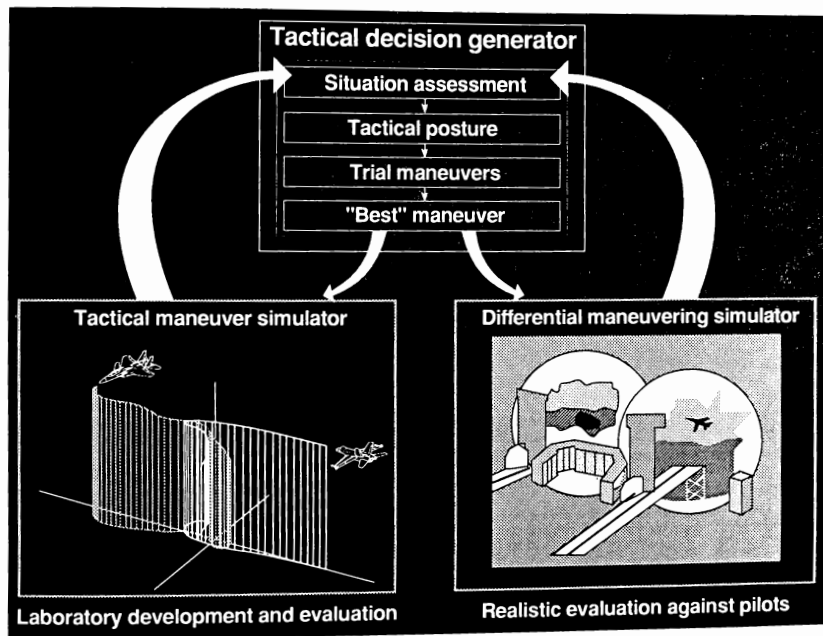 Tactical decision generator
Situation assessment
Tactical posture
Trial maneuvers
"Best" maneuver
Tactical maneuver simulator
Differential maneuvering simulator
Laboratory development and evaluation
Realistic evaluation against pilots